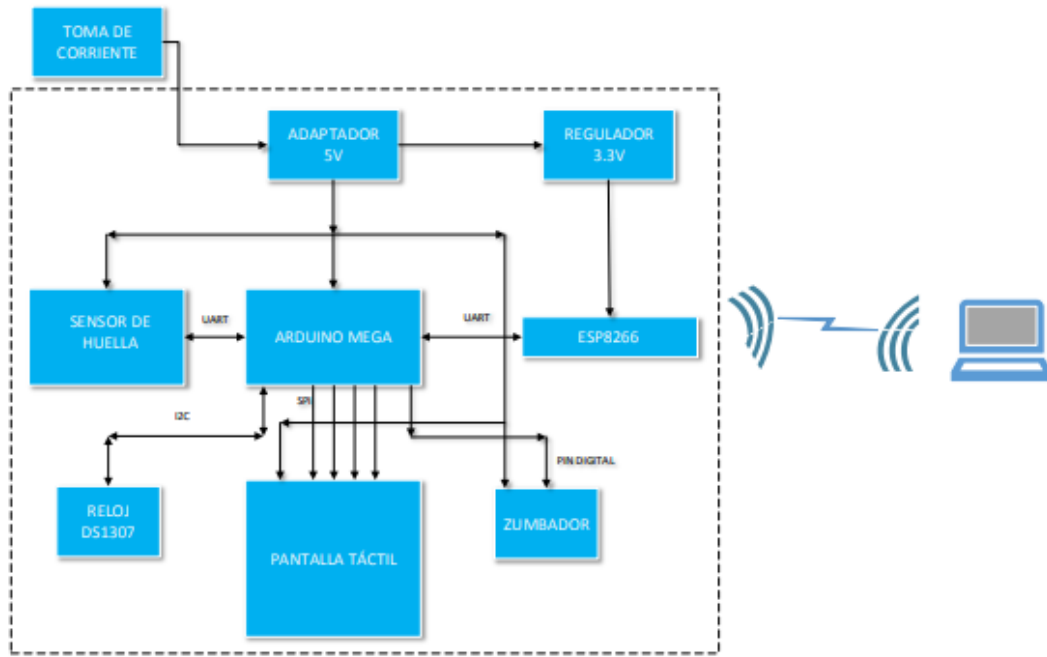 TOMA DE
CORRIENTE
ADAPTADOR
5V
REGULADOR
3.3V
SENSOR DE
HUELLA
UART
ARDUINO MEGA
UART
ESP8266
I2C
SPI
PIN DIGITAL
RELOJ
DS1307
PANTALLA TÁCTIL
ZUMBADOR